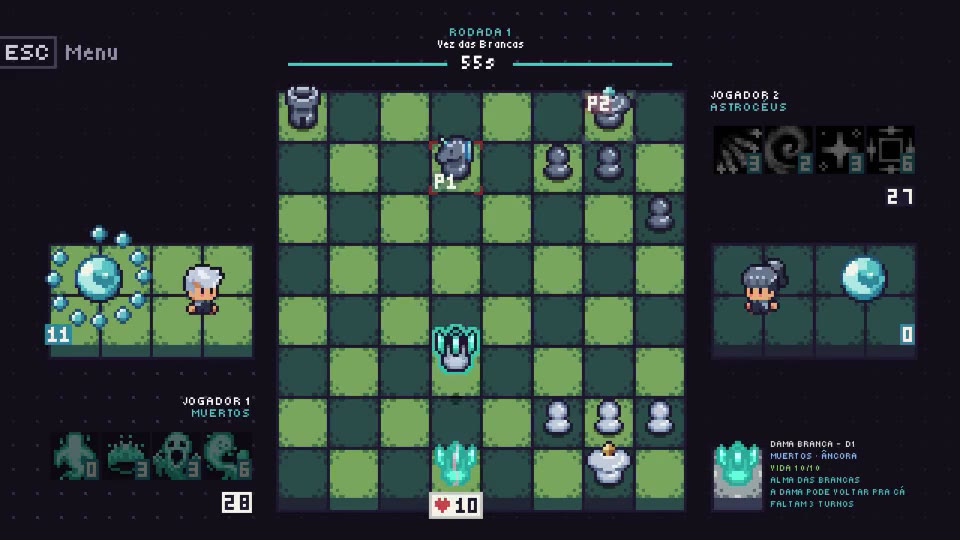 RODADA 1
Vez das Brancas
55s
ESC Menu
P2
P1
JOGADOR 2
ASTROCÉUS
3 2 3 6
27
11
0
JOGADOR 1
MUERTOS
0 3 3 6
28
10
DAMA BRANCA - D1
MUERTOS · ÂNCORA
VIDA 10/10
ALMA DAS BRANCAS
A DAMA PODE VOLTAR PRA CÁ
FALTAM 3 TURNOS